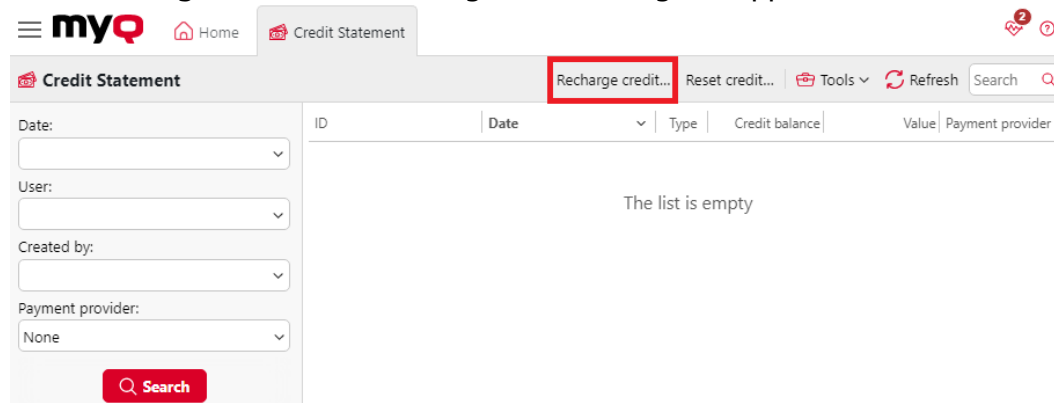 myQ Home Credit Statement 2
Credit Statement Recharge credit... Reset credit... Tools Refresh Search
Date: ID Date Type Credit balance Value Payment provider
User:
The list is empty
Created by:
Payment provider:
None
Search